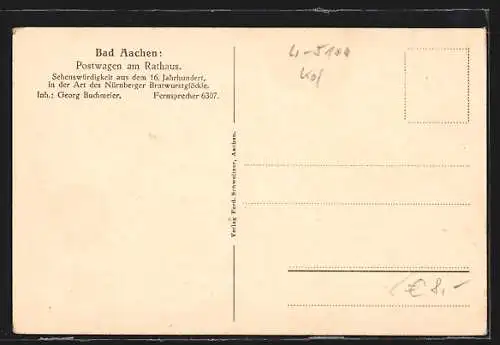 Bad Aachen:
Postwagen am Rathaus.
Sehenswürdigkeit aus dem 16. Jahrhundert,
in der Art des Nürnberger Bratwurstglöckle.
Inh.: Georg Buchmeier. Fernsprecher 6307.
Verlag Ferd. Schweitzer, Aachen.
€ 8,-